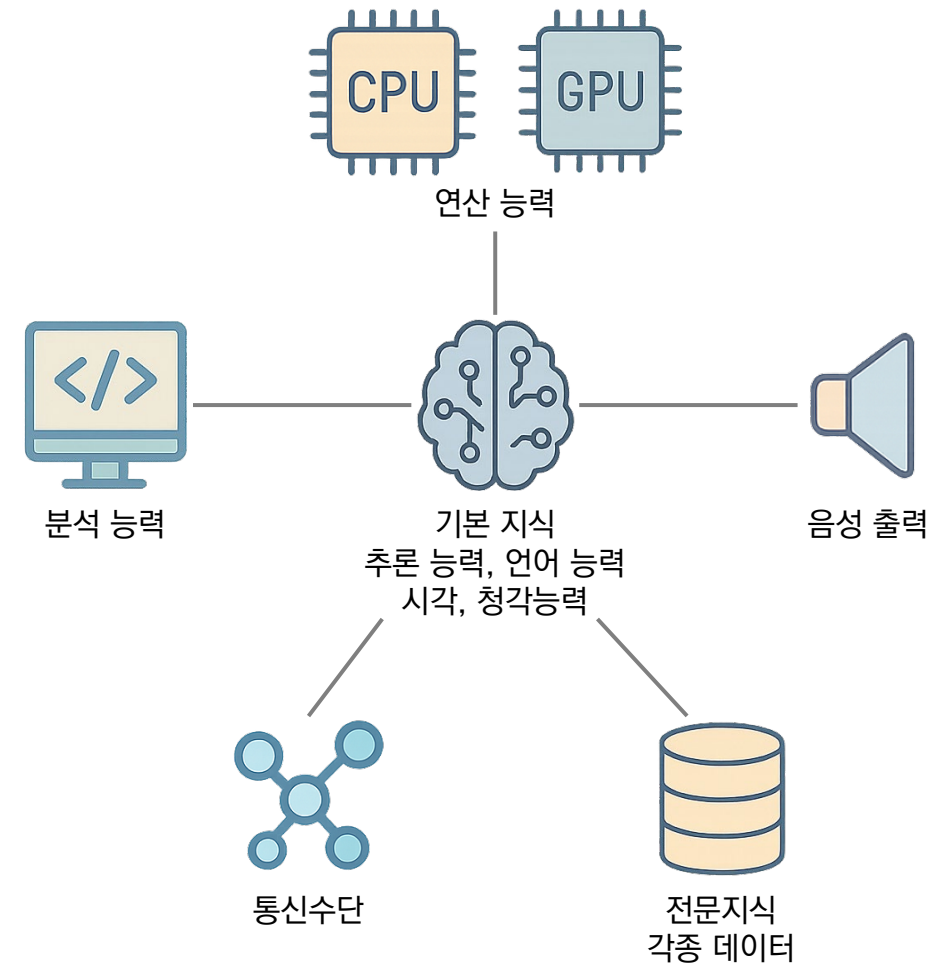 CPU
GPU
연산 능력
</>
분석 능력
기본 지식
추론 능력, 언어 능력
시각, 청각능력
음성 출력
통신수단
전문지식
각종 데이터